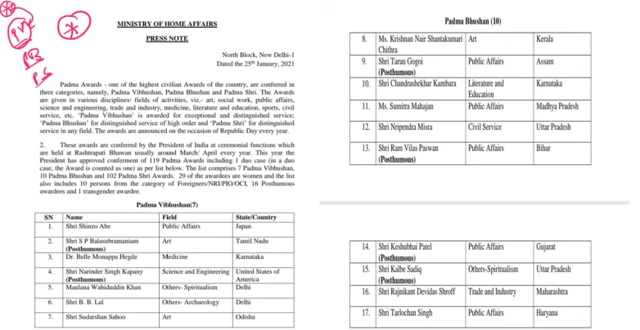 PVK
PB
PS
MINISTRY OF HOME AFFAIRS
PRESS NOTE
North Block, New Delhi-1
Dated the 25th January, 2021
Padma Awards - one of the highest civilian Awards of the country, are conferred in
three categories, namely, Padma Vibhushan, Padma Bhushan and Padma Shri. The Awards
are given in various disciplines/ fields of activities, viz.- art, social work, public affairs,
science and engineering, trade and industry, medicine, literature and education, sports, civil
service, etc. 'Padma Vibhushan' is awarded for exceptional and distinguished service;
'Padma Bhushan' for distinguished service of high order and 'Padma Shri' for distinguished
service in any field. The awards are announced on the occasion of Republic Day every year.
2. These awards are conferred by the President of India at ceremonial functions which
are held at Rashtrapati Bhawan usually around March/ April every year. This year the
President has approved conferment of 119 Padma Awards including 1 duo case (in a duo
case, the Award is counted as one) as per list below. The list comprises 7 Padma Vibhushan,
10 Padma Bhushan and 102 Padma Shri Awards. 29 of the awardees are women and the list
also includes 10 persons from the category of Foreigners/NRI/PIO/OCI, 16 Posthumous
awardees and 1 transgender awardee.
Padma Vibhushan(7)
SN Name Field State/Country
1. Shri Shinzo Abe Public Affairs Japan
2. Shri S P Balasubramaniam Art Tamil Nadu
(Posthumous)
3. Dr. Belle Monappa Hegde Medicine Karnataka
4. Shri Narinder Singh Kapany Science and Engineering United States of
(Posthumous) America
5. Maulana Wahiduddin Khan Others- Spiritualism Delhi
6. Shri B. B. Lal Others- Archaeology Delhi
7. Shri Sudarshan Sahoo Art Odisha
Padma Bhushan (10)
8. Ms. Krishnan Nair Shantakumari Art Kerala
Chithra
9. Shri Tarun Gogoi Public Affairs Assam
(Posthumous)
10. Shri Chandrashekhar Kambara Literature and Karnataka
Education
11. Ms. Sumitra Mahajan Public Affairs Madhya Pradesh
12. Shri Nripendra Misra Civil Service Uttar Pradesh
13. Shri Ram Vilas Paswan Public Affairs Bihar
(Posthumous)
14. Shri Keshubhai Patel Public Affairs Gujarat
(Posthumous)
15. Shri Kalbe Sadiq Others-Spiritualism Uttar Pradesh
(Posthumous)
16. Shri Rajnikant Devidas Shroff Trade and Industry Maharashtra
17. Shri Tarlochan Singh Public Affairs Haryana